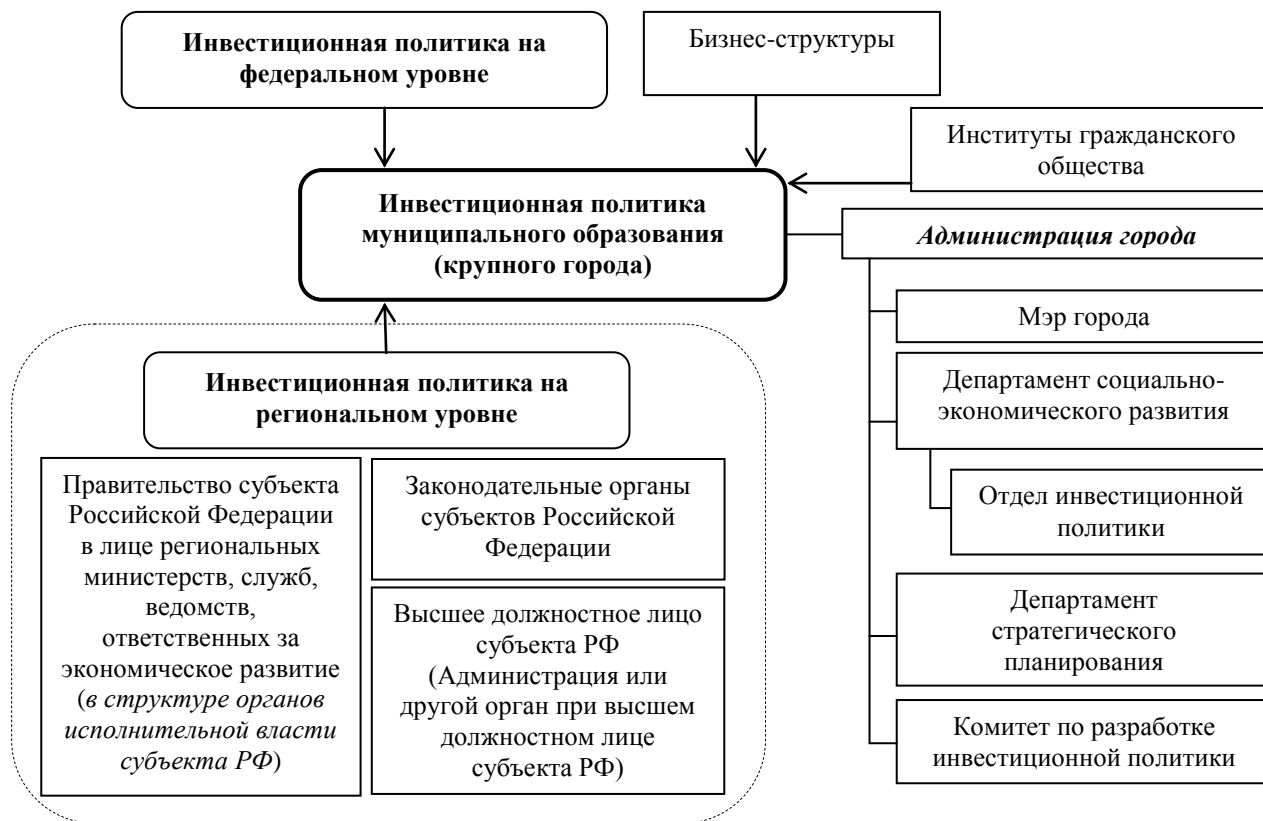 Инвестиционная политика на
федеральном уровне
Бизнес-структуры
Институты гражданского
общества
Инвестиционная политика
муниципального образования
(крупного города)
Администрация города
Мэр города
Департамент социально-
экономического развития
Отдел инвестиционной
политики
Департамент
стратегического
планирования
Комитет по разработке
инвестиционной политики
Инвестиционная политика на
региональном уровне
Правительство субъекта
Российской Федерации
в лице региональных
министерств, служб,
ведомств,
ответственных за
экономическое развитие
(в структуре органов
исполнительной власти
субъекта РФ)
Законодательные органы
субъектов Российской
Федерации
Высшее должностное лицо
субъекта РФ
(Администрация или
другой орган при высшем
должностном лице
субъекта РФ)